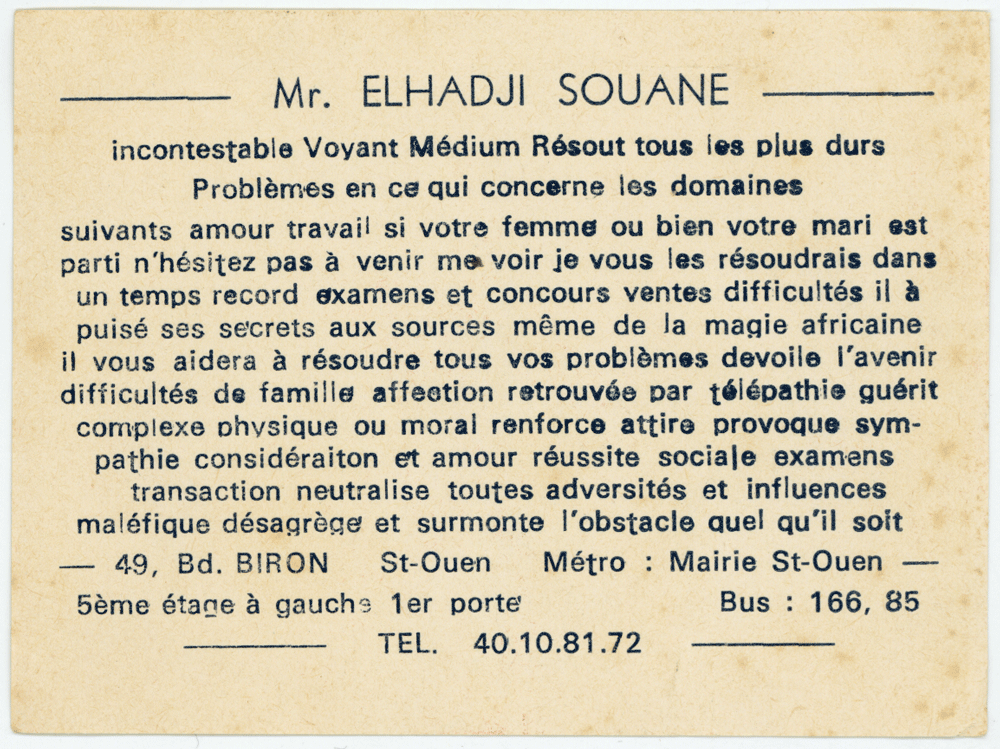 Mr. ELHADJI SOUANE
incontestable Voyant Médium Résout tous les plus durs
Problèmes en ce qui concerne les domaines
suivants amour travail si votre femme ou bien votre mari est
parti n'hésitez pas à venir me voir je vous les résoudrais dans
un temps record examens et concours ventes difficultés il à
puisé ses secrets aux sources même de la magie africaine
il vous aidera à résoudre tous vos problèmes devoile l'avenir
difficultés de famille affection retrouvée par télépathie guérit
complexe physique ou moral renforce attire provoque sym-
pathie considéraiton et amour réussite sociale examens
transaction neutralise toutes adversités et influences
maléfique désagrège et surmonte l'obstacle quel qu'il soit
— 49, Bd. BIRON St-Ouen Métro : Mairie St-Ouen —
5ème étage à gauche 1er porte Bus : 166, 85
TEL. 40.10.81.72